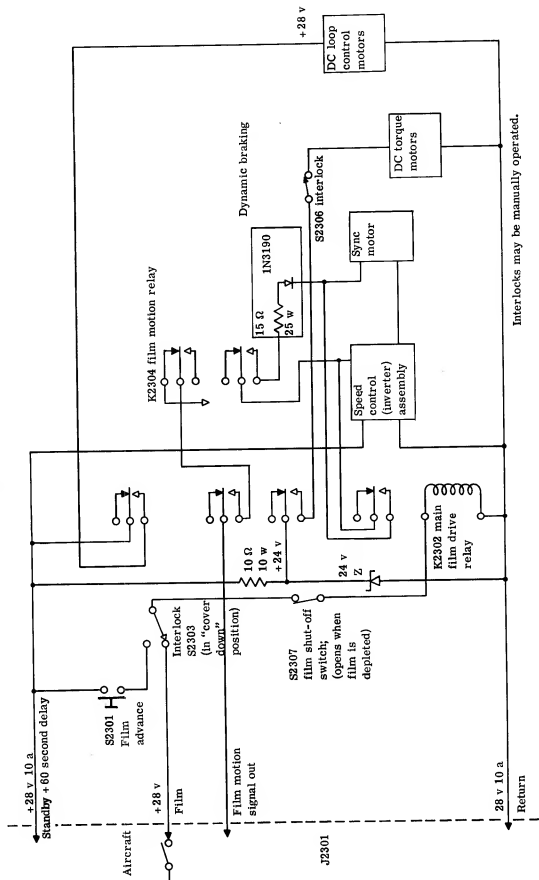 +28 v
DC loop
control
motors
DC torque
motors
Dynamic braking
S2306 interlock
1N3190
Sync
motor
15 Ω
25 w
K2304 film motion relay
Speed
control
(inverter)
assembly
Interlocks may be manually operated.
10 Ω
10 w
+24 v
24 v
Z
K2302 main
film drive
relay
Interlock
S2303
(in "cover
down"
position)
S2307
film shut-off
switch;
(opens when
film is
depleted)
S2301
Film
advance
+28 v 10 a
Standby +60 second delay
+28 v
Film
Film motion
signal out
28 v 10 a
Return
Aircraft
J2301